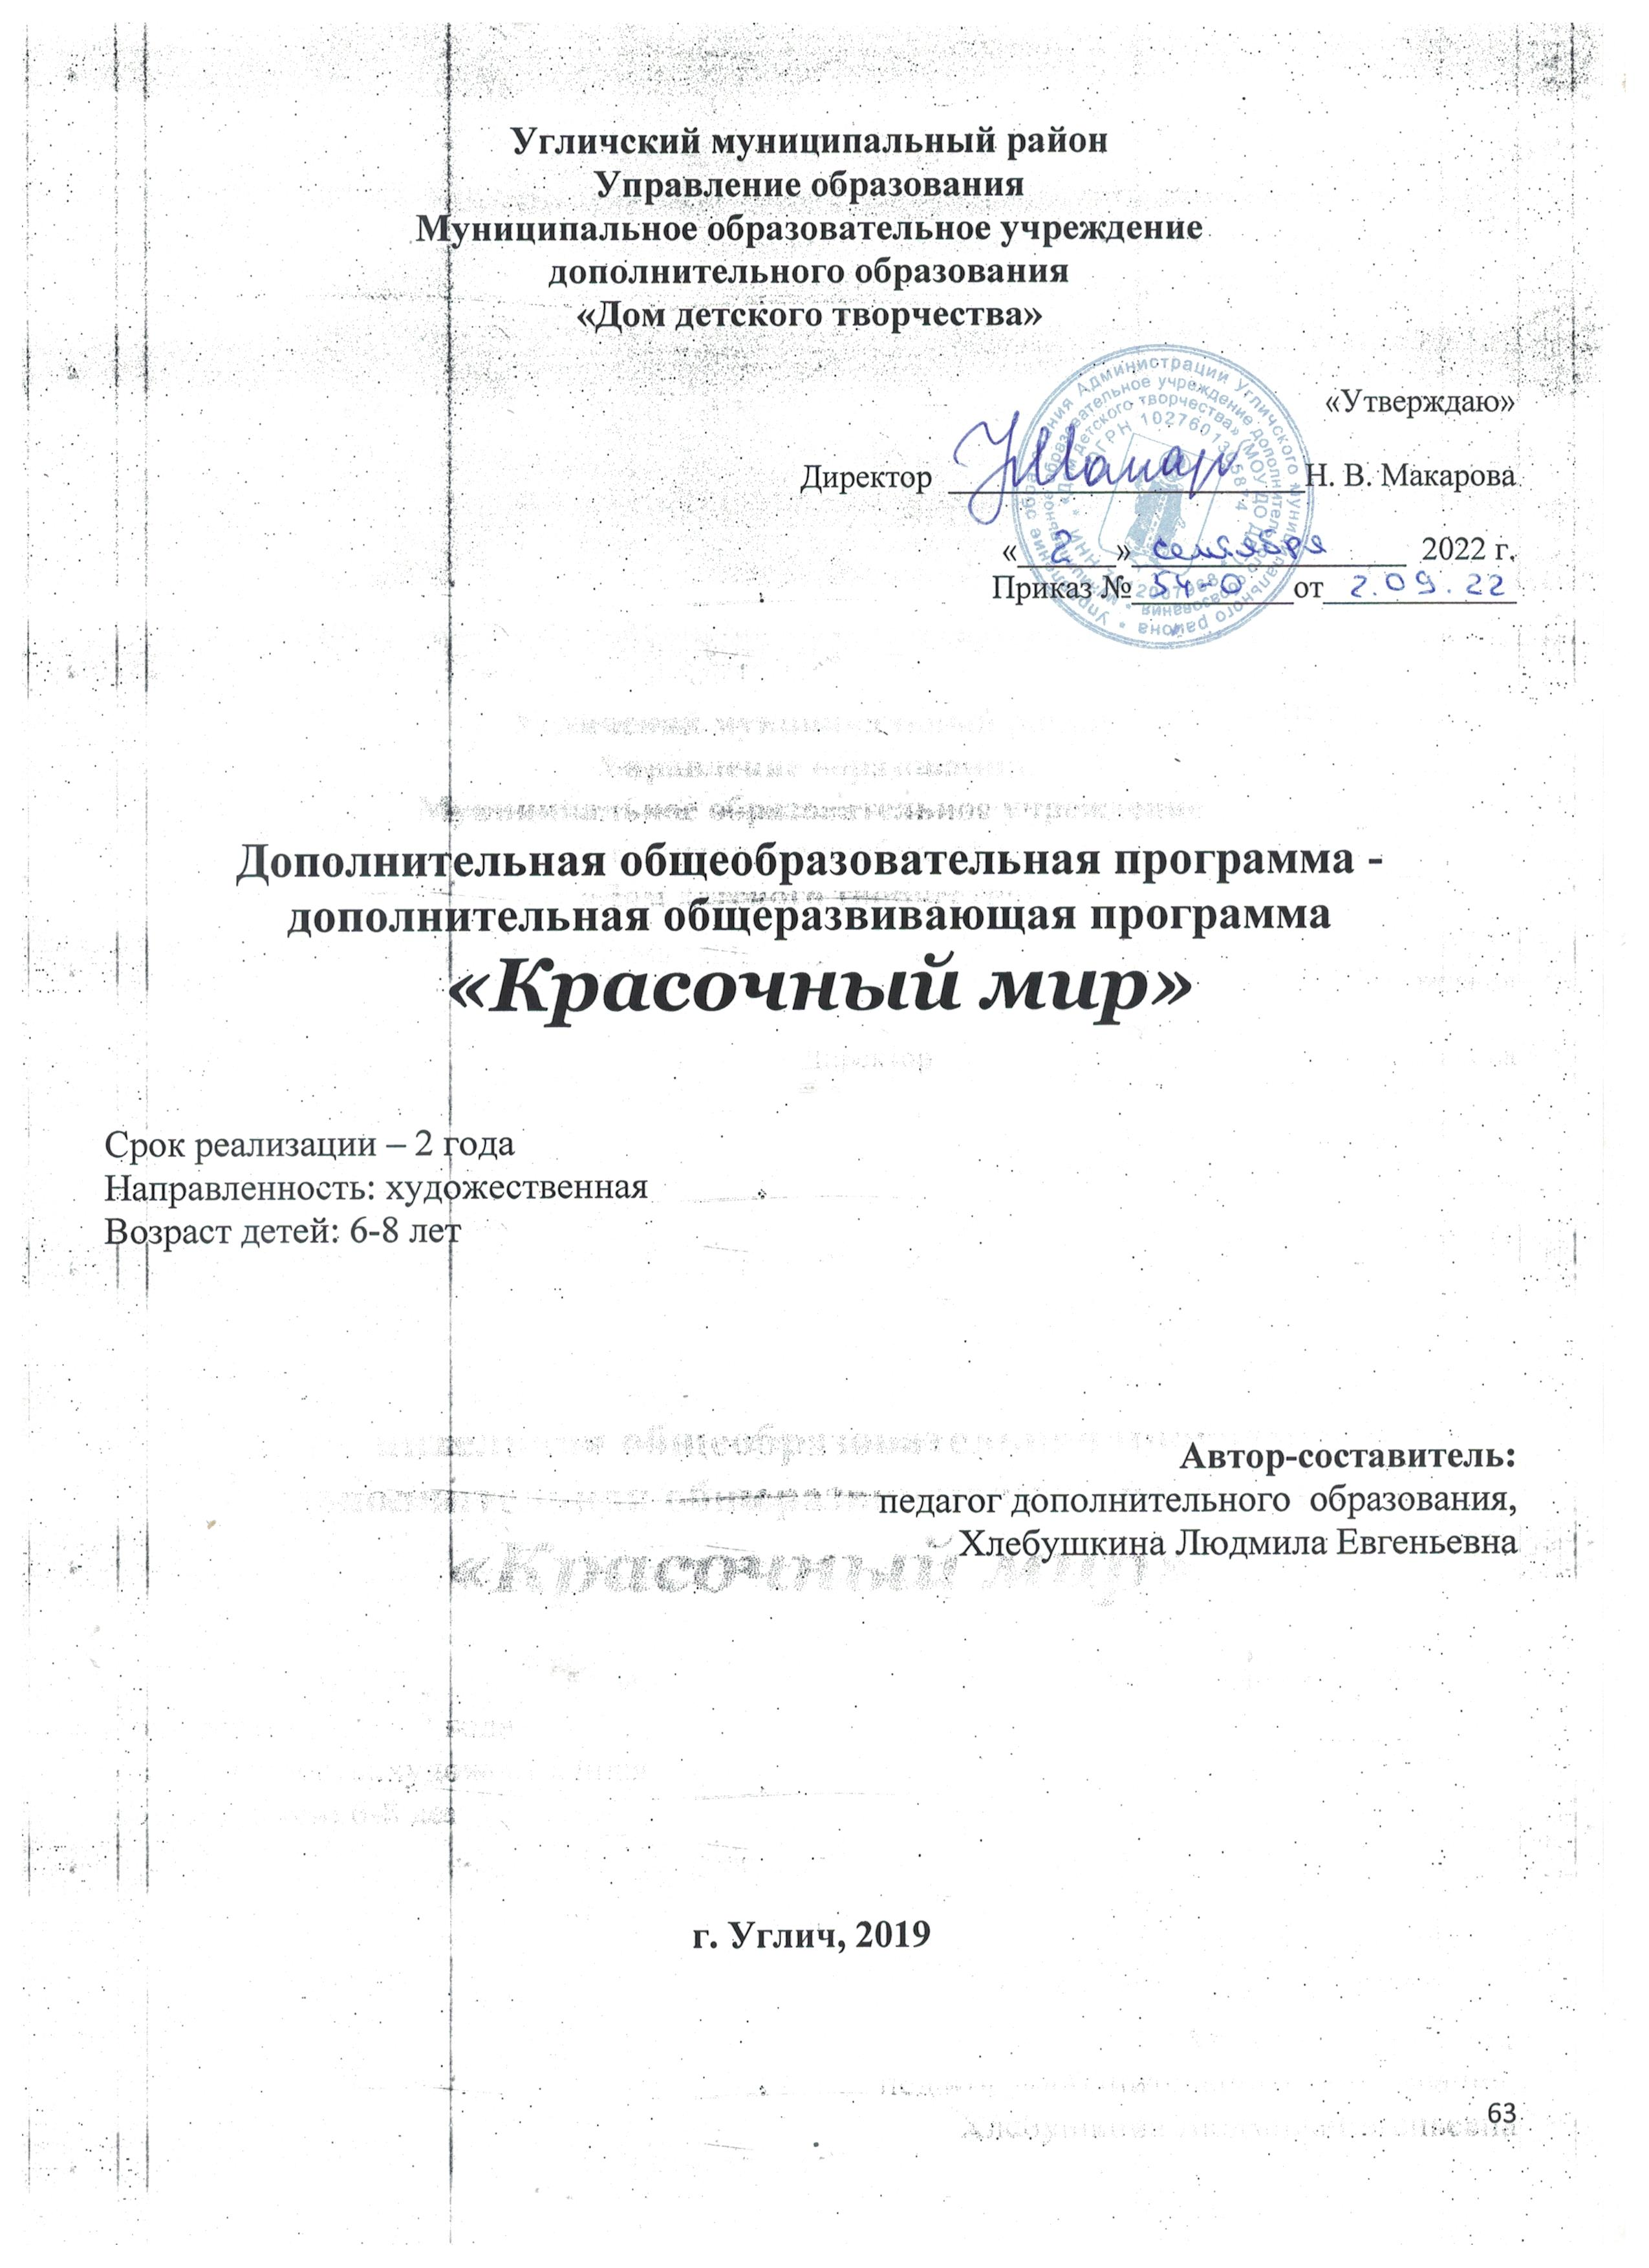 Угличский муниципальный район
Управление образования
Муниципальное образовательное учреждение
дополнительного образования
«Дом детского творчества»
«Утверждаю»
Директор Н. В. Макарова
«2» сентября 2022 г.
Приказ № 54-О от 2.09.22
Дополнительная общеобразовательная программа -
дополнительная общеразвивающая программа
«Красочный мир»
Срок реализации – 2 года
Направленность: художественная
Возраст детей: 6-8 лет
Автор-составитель:
педагог дополнительного образования,
Хлебушкина Людмила Евгеньевна
г. Углич, 2019
63